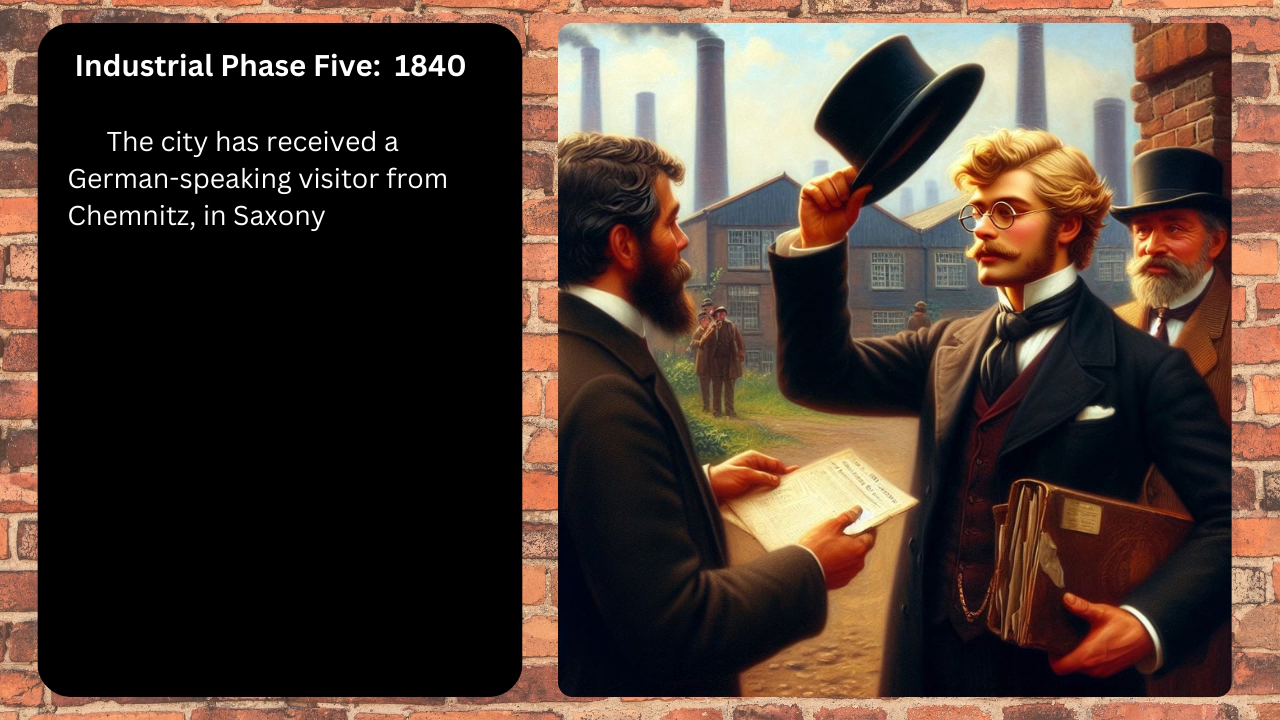 Industrial Phase Five: 1840
The city has received a
German-speaking visitor from
Chemnitz, in Saxony